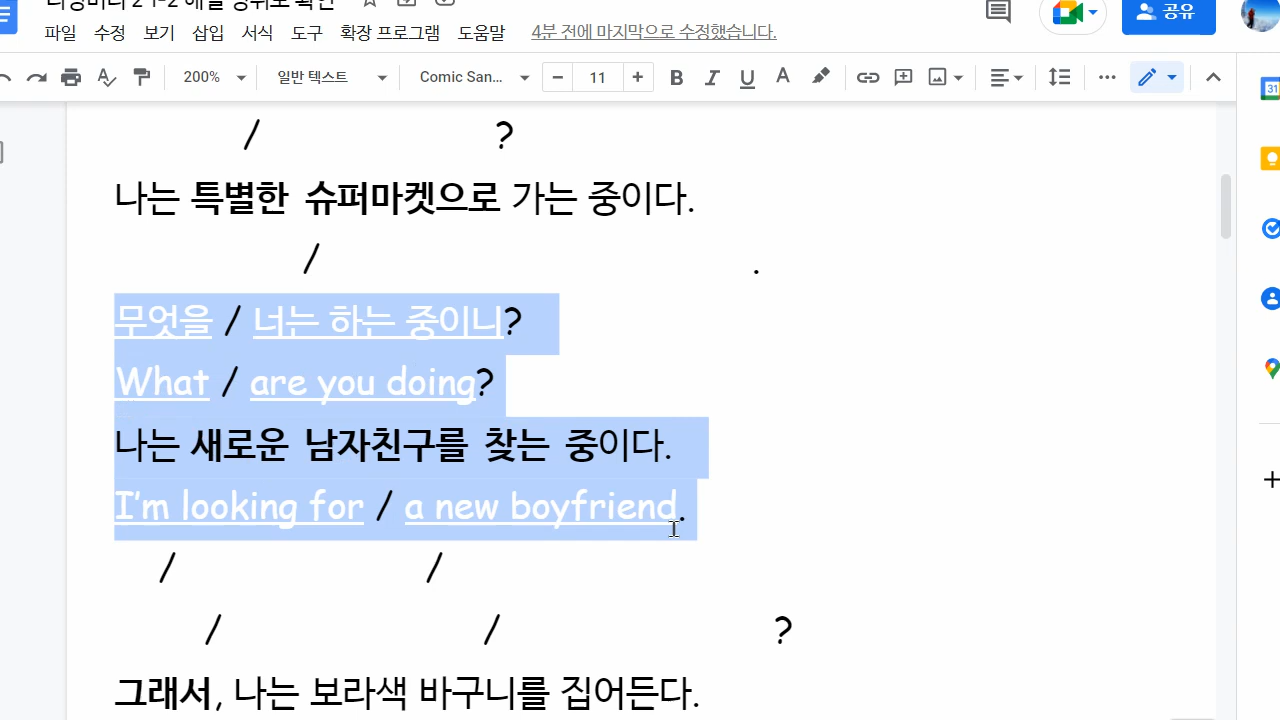 파일 수정 보기 삽입 서식 도구 확장 프로그램 도움말 4분 전에 마지막으로 수정했습니다.
공유
200% 일반 텍스트 Comic San... − 11 + B I U A
31
/ ?
나는 특별한 슈퍼마켓으로 가는 중이다.
/ .
무엇을 / 너는 하는 중이니?
What / are you doing?
나는 새로운 남자친구를 찾는 중이다.
I'm looking for / a new boyfriend.
/ /
/ / ?
그래서, 나는 보라색 바구니를 집어든다.